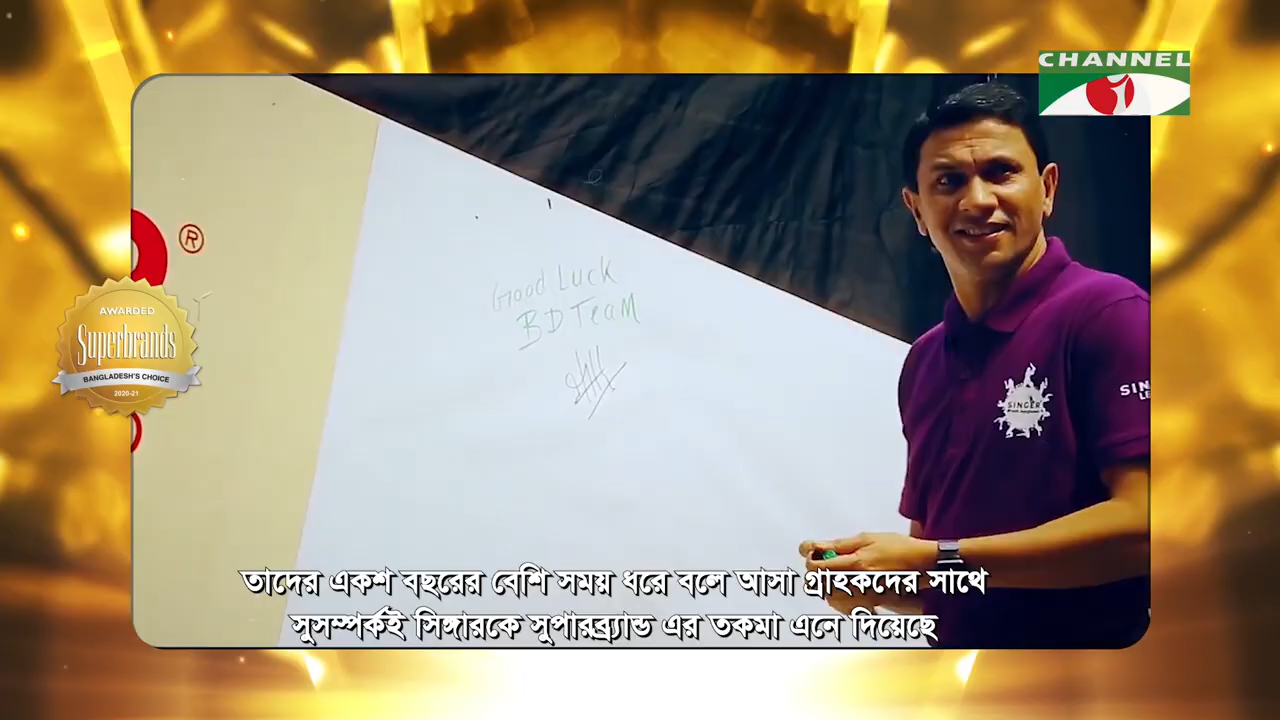 CHANNEL
®
AWARDED
Superbrands
BANGLADESH'S CHOICE
2020-21
Good Luck
BD Team
SINGER
তাদের একশ বছরের বেশি সময় ধরে বলে আসা গ্রাহকদের সাথে
সুসম্পর্কই সিঙ্গারকে সুপারব্র্যান্ড এর তকমা এনে দিয়েছে